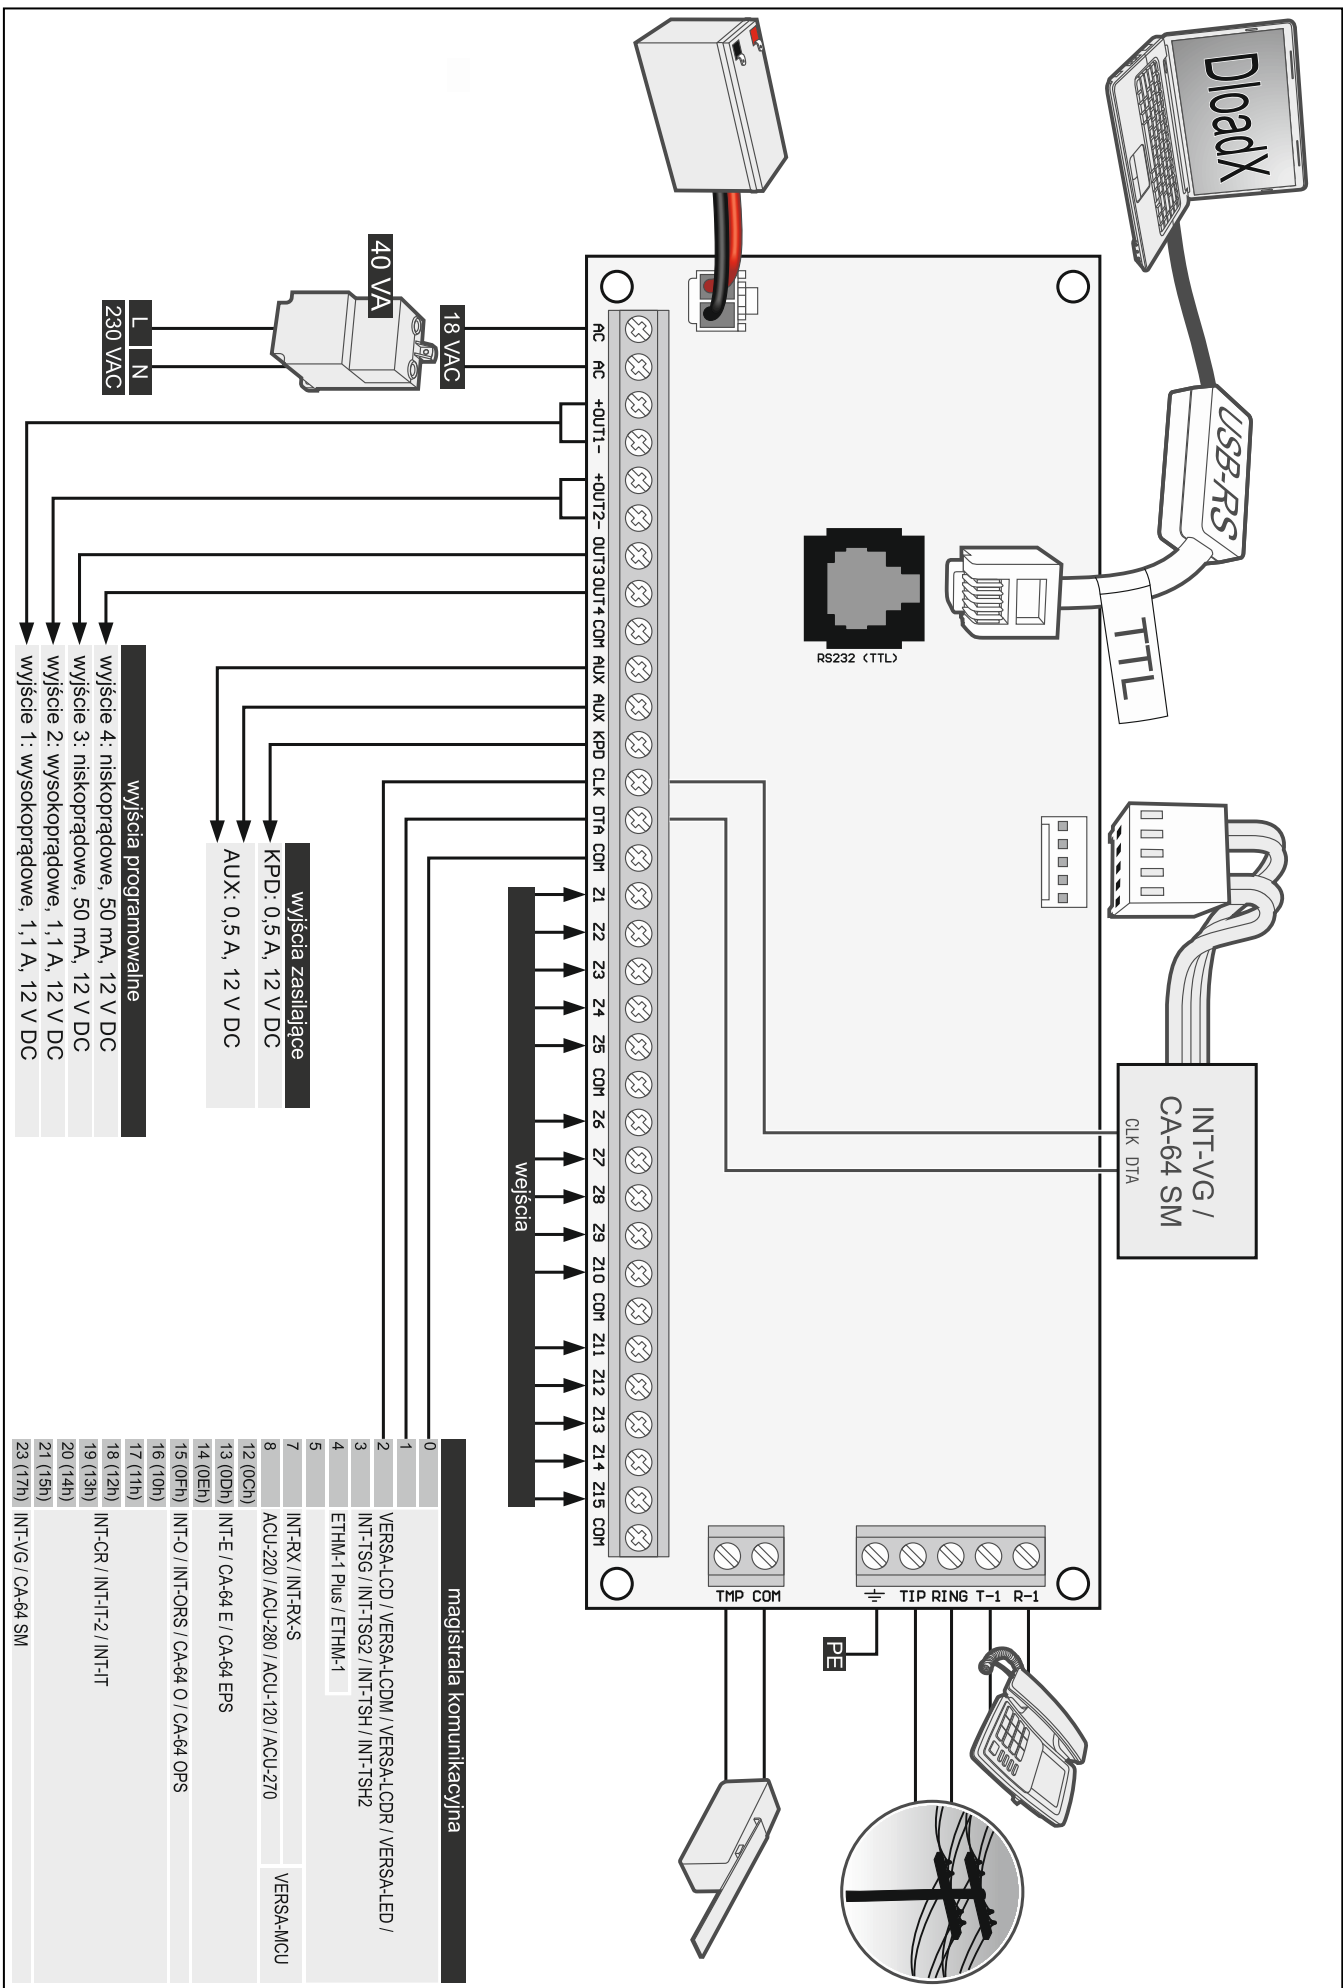 DloadX
USB-RS
TTL
RS232 (TTL)
INT-VG /
CA-64 SM
CLK DTA
40 VA
18 VAC
L N
230 VAC
AC AC +OUT1- +OUT2- OUT3 OUT4 COM AUX AUX KPD CLK DTA COM Z1 Z2 Z3 Z4 Z5 COM Z6 Z7 Z8 Z9 Z10 COM Z11 Z12 Z13 Z14 Z15 COM
TMP COM
TIP RING T-1 R-1
PE
wejścia
wyjścia programowalne
wyjście 4: niskoprądowe, 50 mA, 12 V DC
wyjście 3: niskoprądowe, 50 mA, 12 V DC
wyjście 2: wysokoprądowe, 1,1 A, 12 V DC
wyjście 1: wysokoprądowe, 1,1 A, 12 V DC
wyjścia zasilające
KPD: 0,5 A, 12 V DC
AUX: 0,5 A, 12 V DC
magistrala komunikacyjna
0
1
2 VERSA-LCD / VERSA-LCDM / VERSA-LCDR / VERSA-LED /
3 INT-TSG / INT-TSG2 / INT-TSH / INT-TSH2
4 ETHM-1 Plus / ETHM-1
5
7 INT-RX / INT-RX-S
8 ACU-220 / ACU-280 / ACU-120 / ACU-270
VERSA-MCU
12 (0Ch)
13 (0Dh) INT-E / CA-64 E / CA-64 EPS
14 (0Eh)
15 (0Fh) INT-O / INT-ORS / CA-64 O / CA-64 OPS
16 (10h)
17 (11h)
18 (12h) INT-CR / INT-IT-2 / INT-IT
19 (13h)
20 (14h)
21 (15h)
23 (17h) INT-VG / CA-64 SM